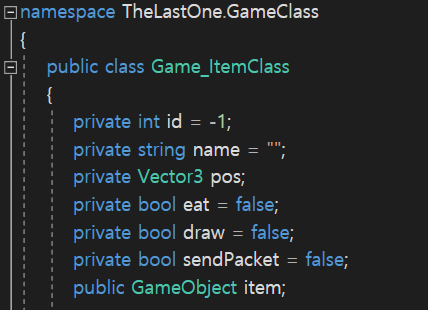 namespace TheLastOne.GameClass
{
public class Game_ItemClass
{
private int id = -1;
private string name = "";
private Vector3 pos;
private bool eat = false;
private bool draw = false;
private bool sendPacket = false;
public GameObject item;